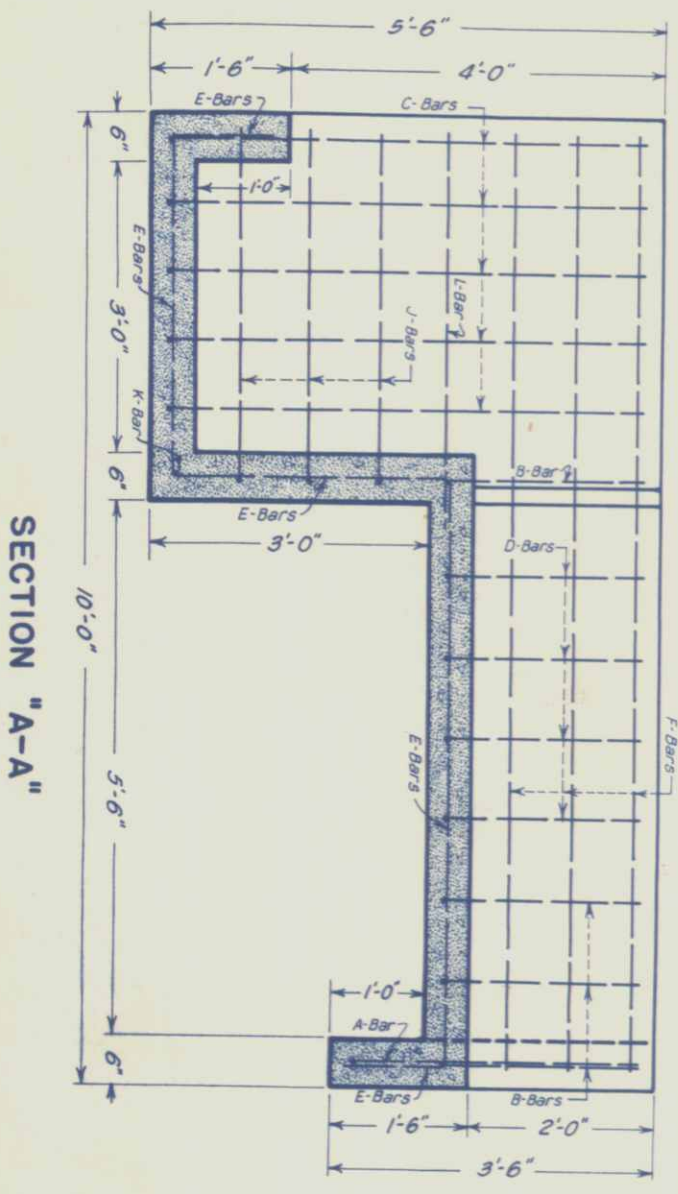 5'-6"
1'-6"
4'-0"
E-Bars
C-Bars
6"
1'-0"
E-Bars
3'-0"
L-Bar
J-Bars
K-Bar
6"
B-Bar
E-Bars
3'-0"
D-Bars
10'-0"
F-Bars
E-Bars
5'-6"
1'-0"
A-Bar
6"
E-Bars
B-Bars
1'-6"
2'-0"
3'-6"
SECTION "A-A"